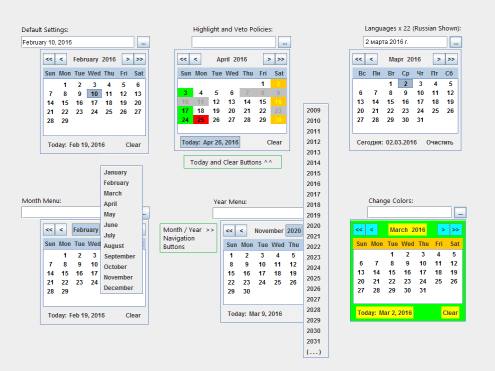 Default Settings:
February 10, 2016
...
<< < February 2016 > >>
Sun Mon Tue Wed Thu Fri Sat
1 2 3 4 5 6
7 8 9 10 11 12 13
14 15 16 17 18 19 20
21 22 23 24 25 26 27
28 29
Today: Feb 19, 2016 Clear
Highlight and Veto Policies:
...
<< < April 2016 > >>
Sun Mon Tue Wed Thu Fri Sat
1 2
3 4 5 6 7 8 9
10 11 12 13 14 15 16
17 18 19 20 21 22 23
24 25 26 27 28 29 30
Today: Apr 26, 2016 Clear
Today and Clear Buttons ^^
Languages x 22 (Russian Shown):
2 марта 2016 г.
...
<< < Март 2016 > >>
Вс Пн Вт Ср Чт Пт Сб
1 2 3 4 5
6 7 8 9 10 11 12
13 14 15 16 17 18 19
20 21 22 23 24 25 26
27 28 29 30 31
Сегодня: 02.03.2016 Очистить
Month Menu:
<< < February
Sun Mon Tue
1 2
7 8 9
14 15 16
21 22 23
28 29
Today: Feb 19, 2016 Clear
January
February
March
April
May
June
July
August
September
October
November
December
Month / Year >>
Navigation
Buttons
Year Menu:
<< < November 2020
Sun Mon Tue Wed Thu
1 2 3 4 5
8 9 10 11 12
15 16 17 18 19
22 23 24 25 26
29 30
Today: Mar 9, 2016
2009
2010
2011
2012
2013
2014
2015
2016
2017
2018
2019
2020
2021
2022
2023
2024
2025
2026
2027
2028
2029
2030
2031
(...)
Change Colors:
...
<< < March 2016 > >>
Sun Mon Tue Wed Thu Fri Sat
1 2 3 4 5
6 7 8 9 10 11 12
13 14 15 16 17 18 19
20 21 22 23 24 25 26
27 28 29 30 31
Today: Mar 2, 2016 Clear